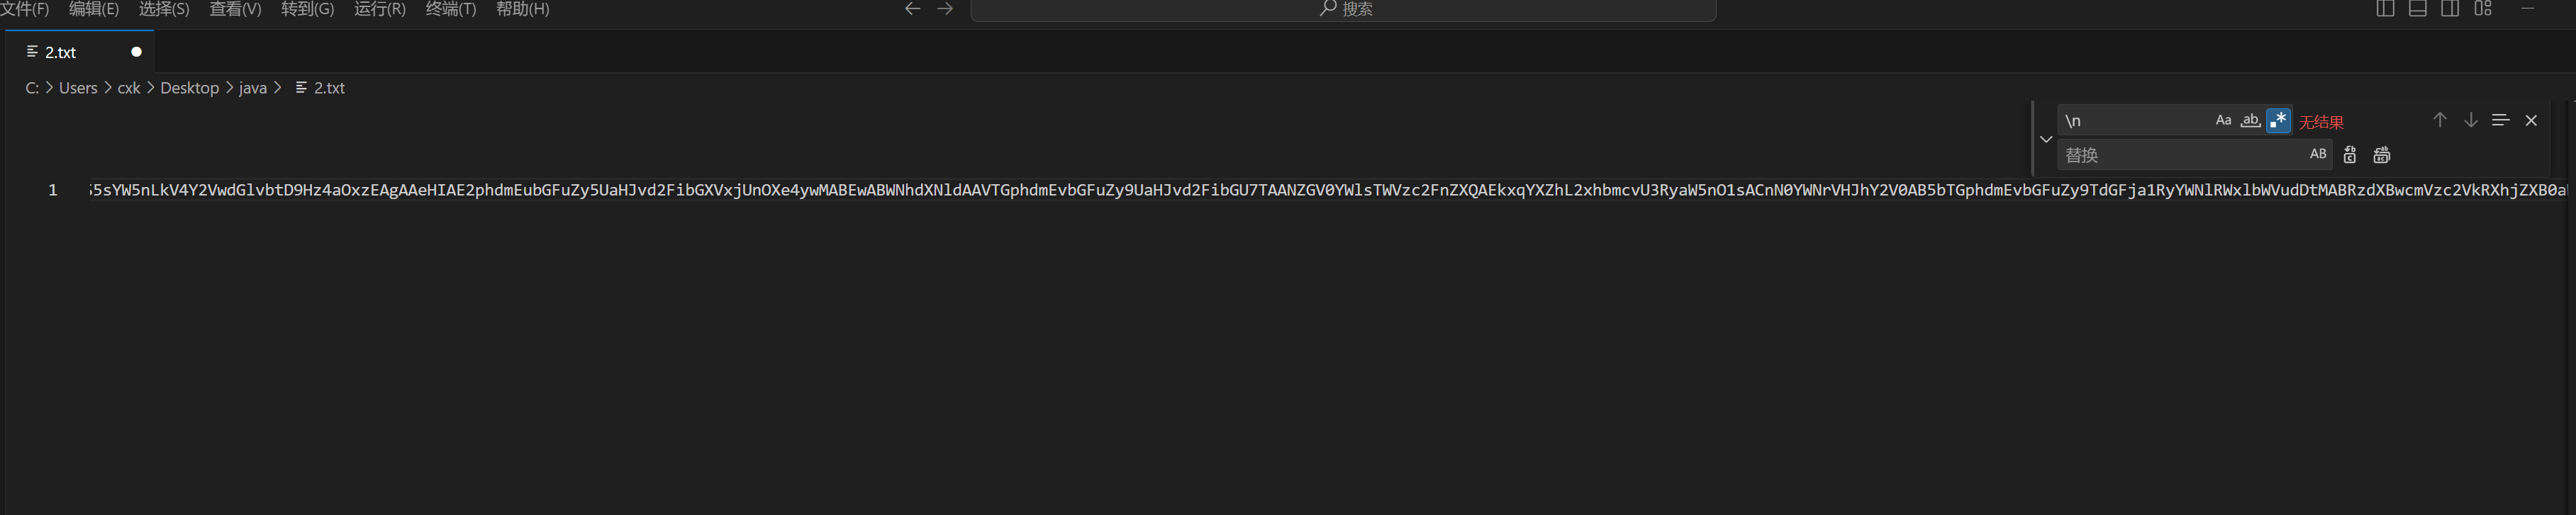 文件(F) 编辑(E) 选择(S) 查看(V) 转到(G) 运行(R) 终端(T) 帮助(H) 搜索
2.txt
C: > Users > cxk > Desktop > java > 2.txt
\n Aa ab 无结果
替换 AB
1 5sYW5nLkV4Y2VwdGlvbtD9Hz4aOxzEAgAAeHIAE2phdmEubGFuZy5UaHJvd2FibGXVxjUnOXe4ywMABEwABWNhdXNldAAVTGphdmEvbGFuZy9UaHJvd2FibGU7TAANZGV0YWlsTWVzc2FnZXQAEkxqYXZhL2xhbmcvU3RyaW5nO1sACnN0YWNrVHJhY2V0AB5bTGphdmEvbGFuZy9TdGFja1RyYWNlRWxlbWVudDtMABRzdXBwcmVzc2VkRXhjZXB0a